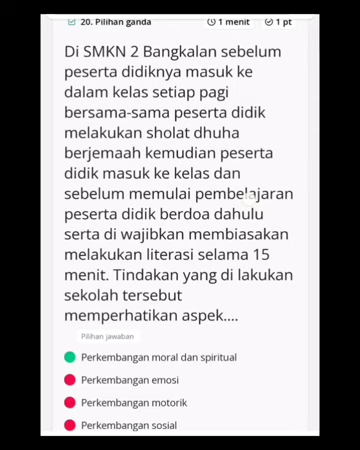 20. Pilihan ganda 1 menit 1 pt
Di SMKN 2 Bangkalan sebelum
peserta didiknya masuk ke
dalam kelas setiap pagi
bersama-sama peserta didik
melakukan sholat dhuha
berjemaah kemudian peserta
didik masuk ke kelas dan
sebelum memulai pembelajaran
peserta didik berdoa dahulu
serta di wajibkan membiasakan
melakukan literasi selama 15
menit. Tindakan yang di lakukan
sekolah tersebut
memperhatikan aspek....
Pilihan jawaban
Perkembangan moral dan spiritual
Perkembangan emosi
Perkembangan motorik
Perkembangan sosial